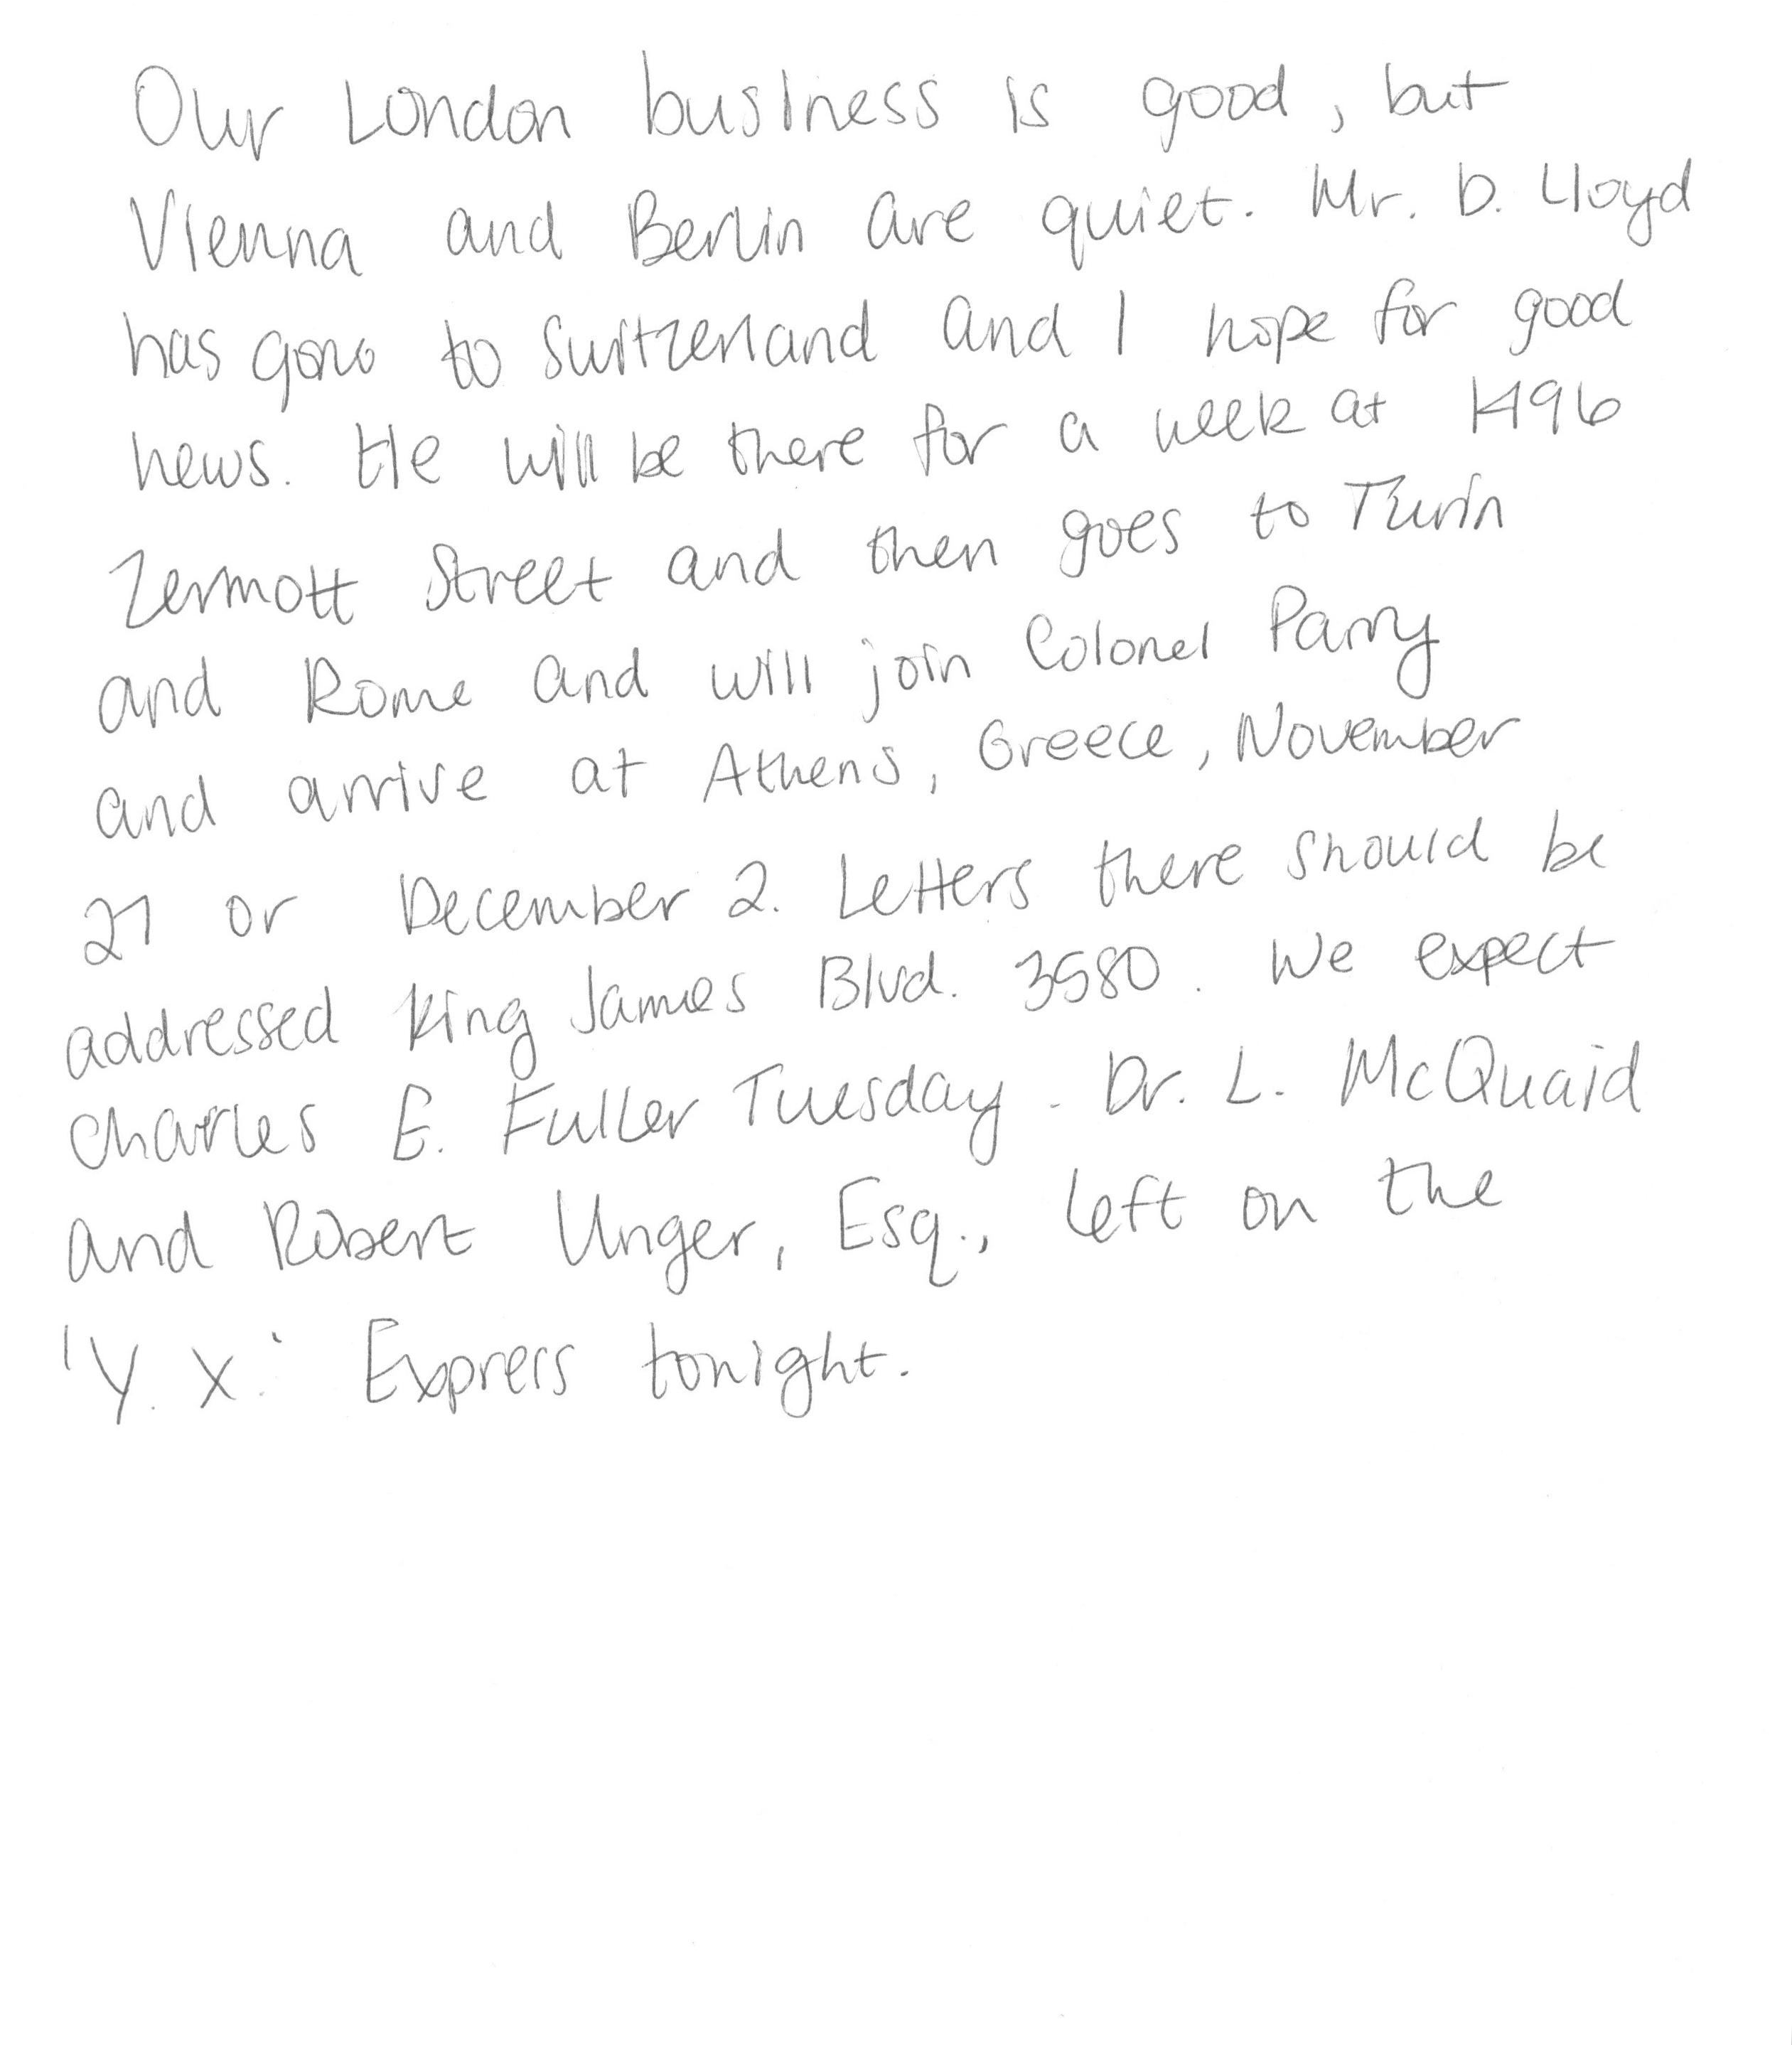 Our London business is good, but
Vienna and Berlin are quiet. Mr. D. Lloyd
has gone to Switzerland and I hope for good
news. He will be there for a week at 1496
Zermott Street and then goes to Turin
and Rome and will join Colonel Parry
and arrive at Athens, Greece, November
27 or December 2. Letters there should be
addressed King James Blvd. 3580. We expect
Charles E. Fuller Tuesday. Dr. L. McQuaid
and Robert Unger, Esq., left on the
'Y. X.' Express tonight.